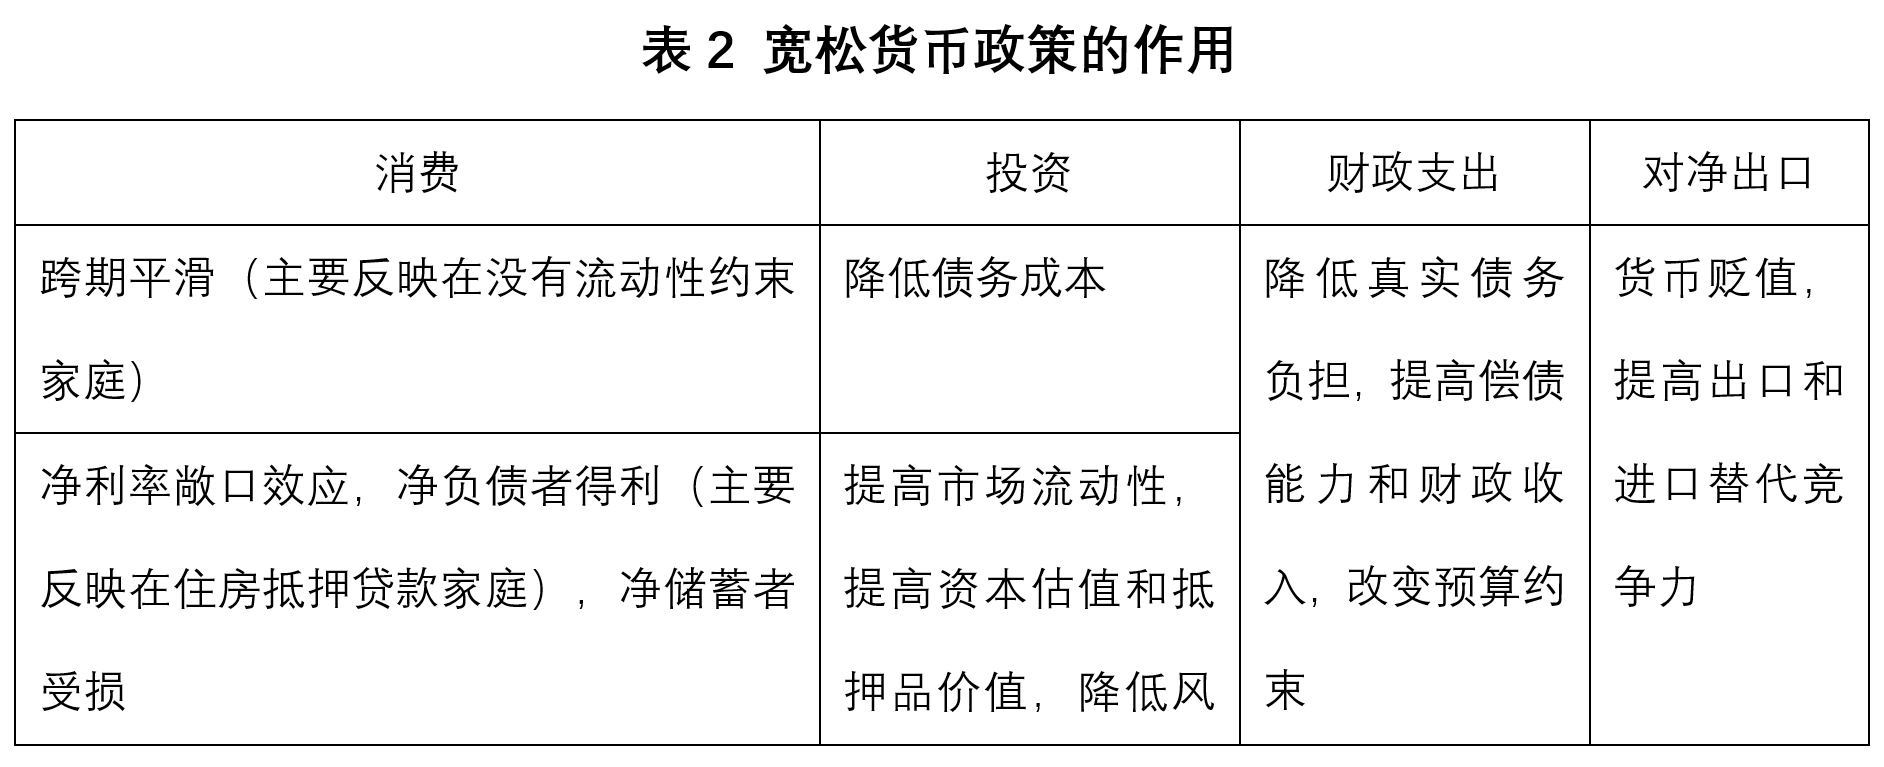 表 2 宽松货币政策的作用
消费
投资
财政支出
对净出口
跨期平滑（主要反映在没有流动性约束
家庭）
降低债务成本
降低真实债务
负担，提高偿债
能力和财政收
入，改变预算约
束
货币贬值，
提高出口和
进口替代竞
争力
净利率敞口效应，净负债者得利（主要
反映在住房抵押贷款家庭），净储蓄者
受损
提高市场流动性，
提高资本估值和抵
押品价值，降低风